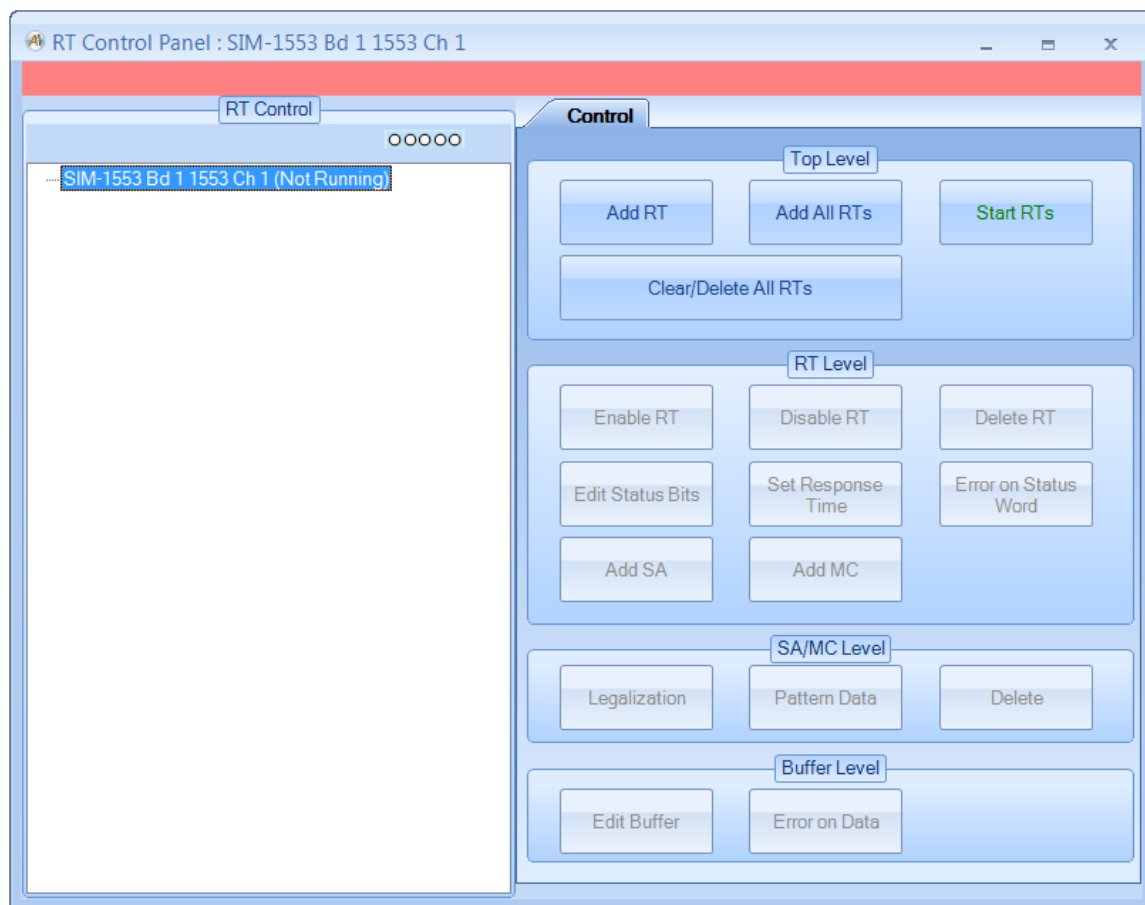 RT Control Panel : SIM-1553 Bd 1 1553 Ch 1
RT Control
SIM-1553 Bd 1 1553 Ch 1 (Not Running)
Control
Top Level
Add RT
Add All RTs
Start RTs
Clear/Delete All RTs
RT Level
Enable RT
Disable RT
Delete RT
Edit Status Bits
Set Response
Time
Error on Status
Word
Add SA
Add MC
SA/MC Level
Legalization
Pattern Data
Delete
Buffer Level
Edit Buffer
Error on Data